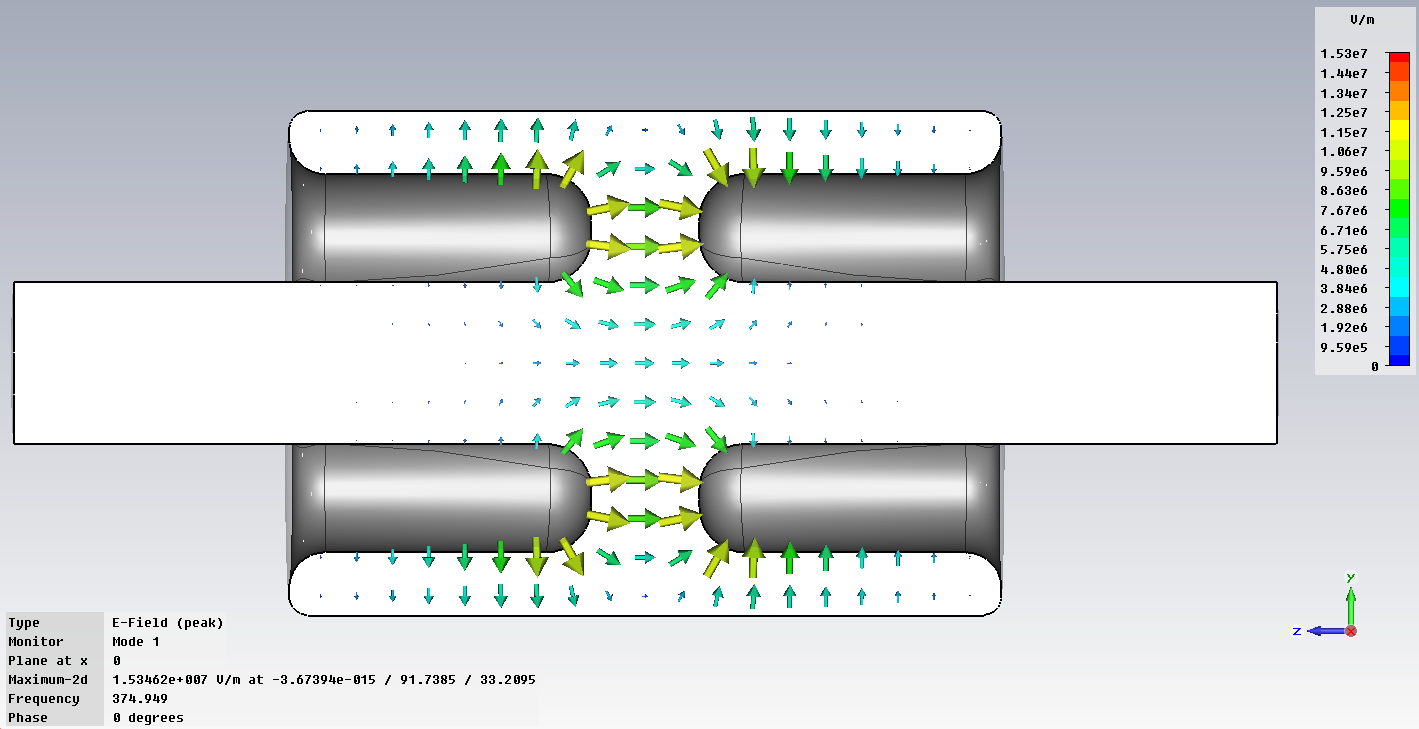 V/m
1.53e7
1.44e7
1.34e7
1.25e7
1.15e7
1.06e7
9.59e6
8.63e6
7.67e6
6.71e6
5.75e6
4.80e6
3.84e6
2.88e6
1.92e6
9.59e5
0
y
z
Type E-Field (peak)
Monitor Mode 1
Plane at x 0
Maximum-2d 1.53462e+007 V/m at -3.67394e-015 / 91.7385 / 33.2095
Frequency 374.949
Phase 0 degrees